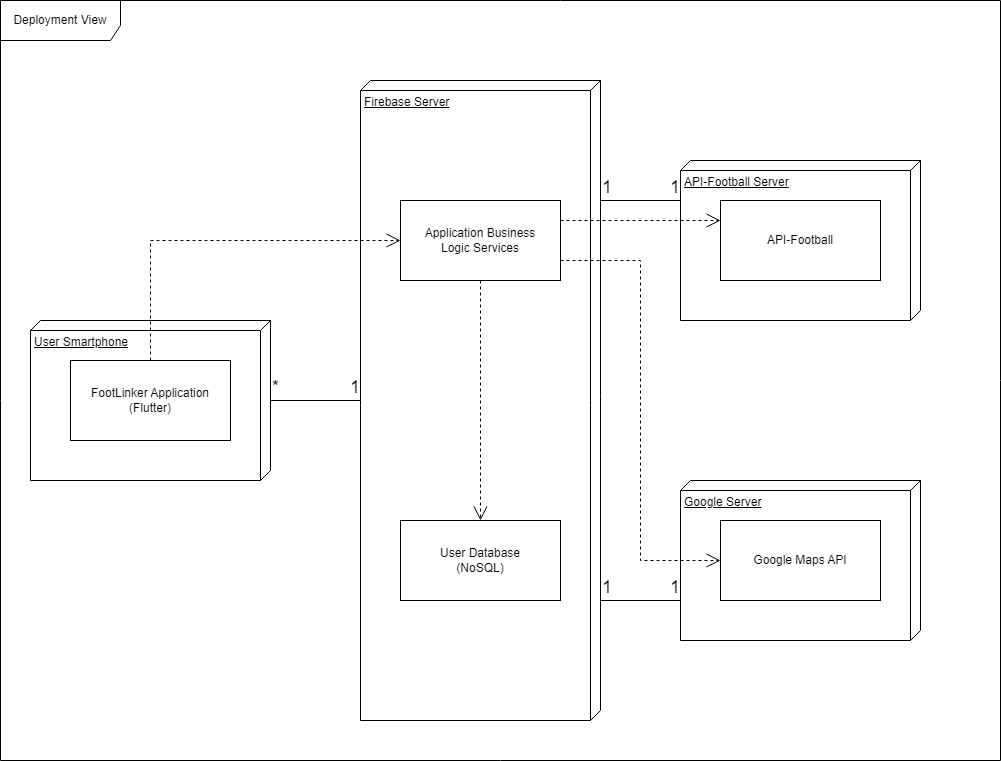 Deployment View
Firebase Server
Application Business
Logic Services
1
1
API-Football Server
API-Football
User Smartphone
FootLinker Application
(Flutter)
*
1
User Database
(NoSQL)
1
1
Google Server
Google Maps API